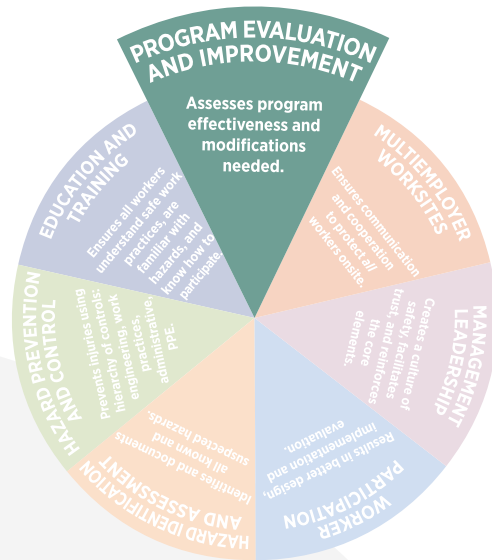 PROGRAM EVALUATION
AND IMPROVEMENT
Assesses program
effectiveness and
modifications
needed.
MULTIEMPLOYER
WORKSITES
Ensures communication
and cooperation
to protect all
workers onsite.
MANAGEMENT
LEADERSHIP
Creates a culture of
safety, facilitates
trust, and reinforces
the core
elements.
WORKER
PARTICIPATION
Results in better design,
implementation and
evaluation.
HAZARD IDENTIFICATION
AND ASSESSMENT
Identifies and documents
all known and
suspected hazards.
HAZARD PREVENTION
AND CONTROL
Prevents injuries using
hierarchy of controls:
engineering, work
practices,
administrative,
PPE.
EDUCATION AND
TRAINING
Ensures all workers
understand safe work
practices, are
familiar with
hazards, and
know how to
participate.